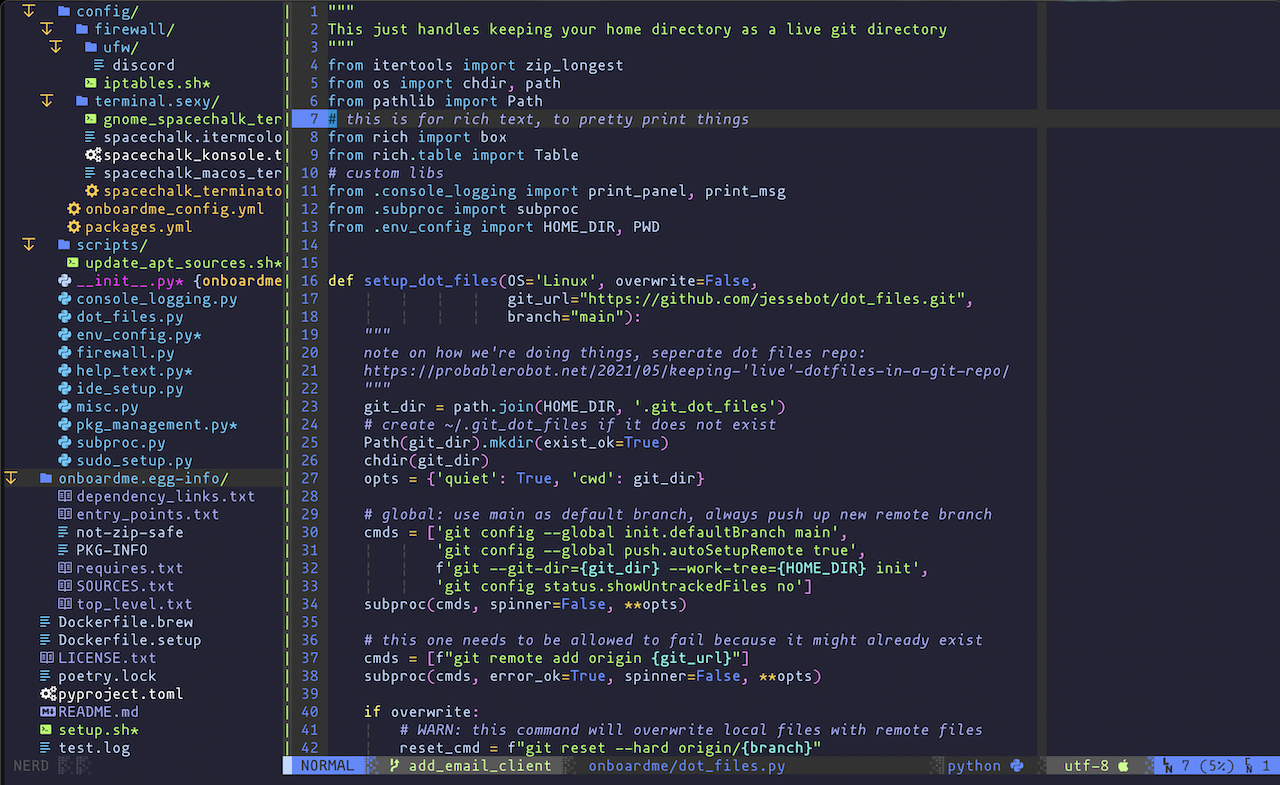 config/
firewall/
ufw/
discord
iptables.sh*
terminal.sexy/
gnome_spacechalk_ter
spacechalk.itermcolo
spacechalk_konsole.t
spacechalk_macos_ter
spacechalk_terminato
onboardme_config.yml
packages.yml
scripts/
update_apt_sources.sh*
__init__.py* {onboardme
console_logging.py
dot_files.py
env_config.py*
firewall.py
help_text.py*
ide_setup.py
misc.py
pkg_management.py*
subproc.py
sudo_setup.py
onboardme.egg-info/
dependency_links.txt
entry_points.txt
not-zip-safe
PKG-INFO
requires.txt
SOURCES.txt
top_level.txt
Dockerfile.brew
Dockerfile.setup
LICENSE.txt
poetry.lock
pyproject.toml
README.md
setup.sh*
test.log
NERD
1 """
2 This just handles keeping your home directory as a live git directory
3 """
4 from itertools import zip_longest
5 from os import chdir, path
6 from pathlib import Path
7 # this is for rich text, to pretty print things
8 from rich import box
9 from rich.table import Table
10 # custom libs
11 from .console_logging import print_panel, print_msg
12 from .subproc import subproc
13 from .env_config import HOME_DIR, PWD
14
15
16 def setup_dot_files(OS='Linux', overwrite=False,
17                     git_url="https://github.com/jessebot/dot_files.git",
18                     branch="main"):
19     """
20     note on how we're doing things, seperate dot files repo:
21     https://probablerobot.net/2021/05/keeping-'live'-dotfiles-in-a-git-repo/
22     """
23     git_dir = path.join(HOME_DIR, '.git_dot_files')
24     # create ~/.git_dot_files if it does not exist
25     Path(git_dir).mkdir(exist_ok=True)
26     chdir(git_dir)
27     opts = {'quiet': True, 'cwd': git_dir}
28
29     # global: use main as default branch, always push up new remote branch
30     cmds = ['git config --global init.defaultBranch main',
31             'git config --global push.autoSetupRemote true',
32             f'git --git-dir={git_dir} --work-tree={HOME_DIR} init',
33             'git config status.showUntrackedFiles no']
34     subproc(cmds, spinner=False, **opts)
35
36     # this one needs to be allowed to fail because it might already exist
37     cmds = [f"git remote add origin {git_url}"]
38     subproc(cmds, error_ok=True, spinner=False, **opts)
39
40     if overwrite:
41         # WARN: this command will overwrite local files with remote files
42         reset_cmd = f"git reset --hard origin/{branch}"
NORMAL add_email_client onboardme/dot_files.py python utf-8 LN 7 (5%) CN 1